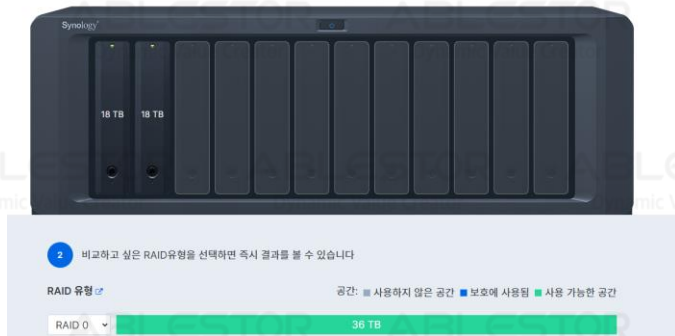 Synology
18 TB 18 TB
2 비교하고 싶은 RAID유형을 선택하면 즉시 결과를 볼 수 있습니다
RAID 유형 공간: 사용하지 않은 공간 보호에 사용됨 사용 가능한 공간
RAID 0 36 TB
ABLESTOR